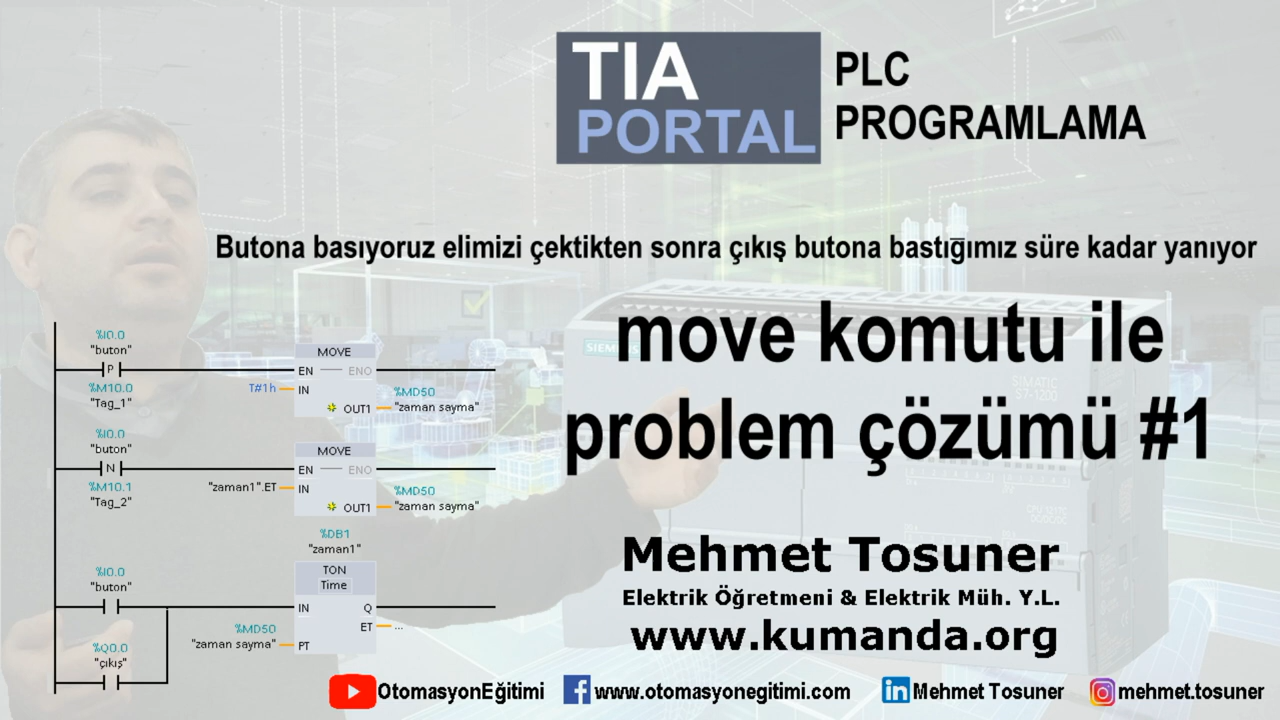 TIA
PORTAL
PLC
PROGRAMLAMA
Butona basıyoruz elimizi çektikten sonra çıkış butona bastığımız süre kadar yanıyor
move komutu ile
problem çözümü #1
SIEMENS
SIMATIC
S7-1200
%I0.0
"buton"
P
%M10.0
"Tag_1"
MOVE
EN
ENO
T#1h
IN
OUT1
%MD50
"zaman sayma"
%I0.0
"buton"
N
%M10.1
"Tag_2"
MOVE
EN
ENO
"zaman1".ET
IN
OUT1
%MD50
"zaman sayma"
%DB1
"zaman1"
TON
Time
%I0.0
"buton"
IN
Q
ET
...
%MD50
"zaman sayma"
PT
%Q0.0
"çıkış"
Mehmet Tosuner
Elektrik Öğretmeni & Elektrik Müh. Y.L.
www.kumanda.org
OtomasyonEğitimi
www.otomasyonegitimi.com
Mehmet Tosuner
mehmet.tosuner